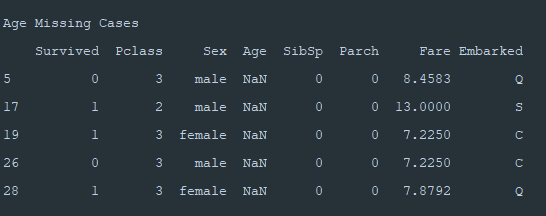 Age Missing Cases
Survived Pclass Sex Age SibSp Parch Fare Embarked
5 0 3 male NaN 0 0 8.4583 Q
17 1 2 male NaN 0 0 13.0000 S
19 1 3 female NaN 0 0 7.2250 C
26 0 3 male NaN 0 0 7.2250 C
28 1 3 female NaN 0 0 7.8792 Q